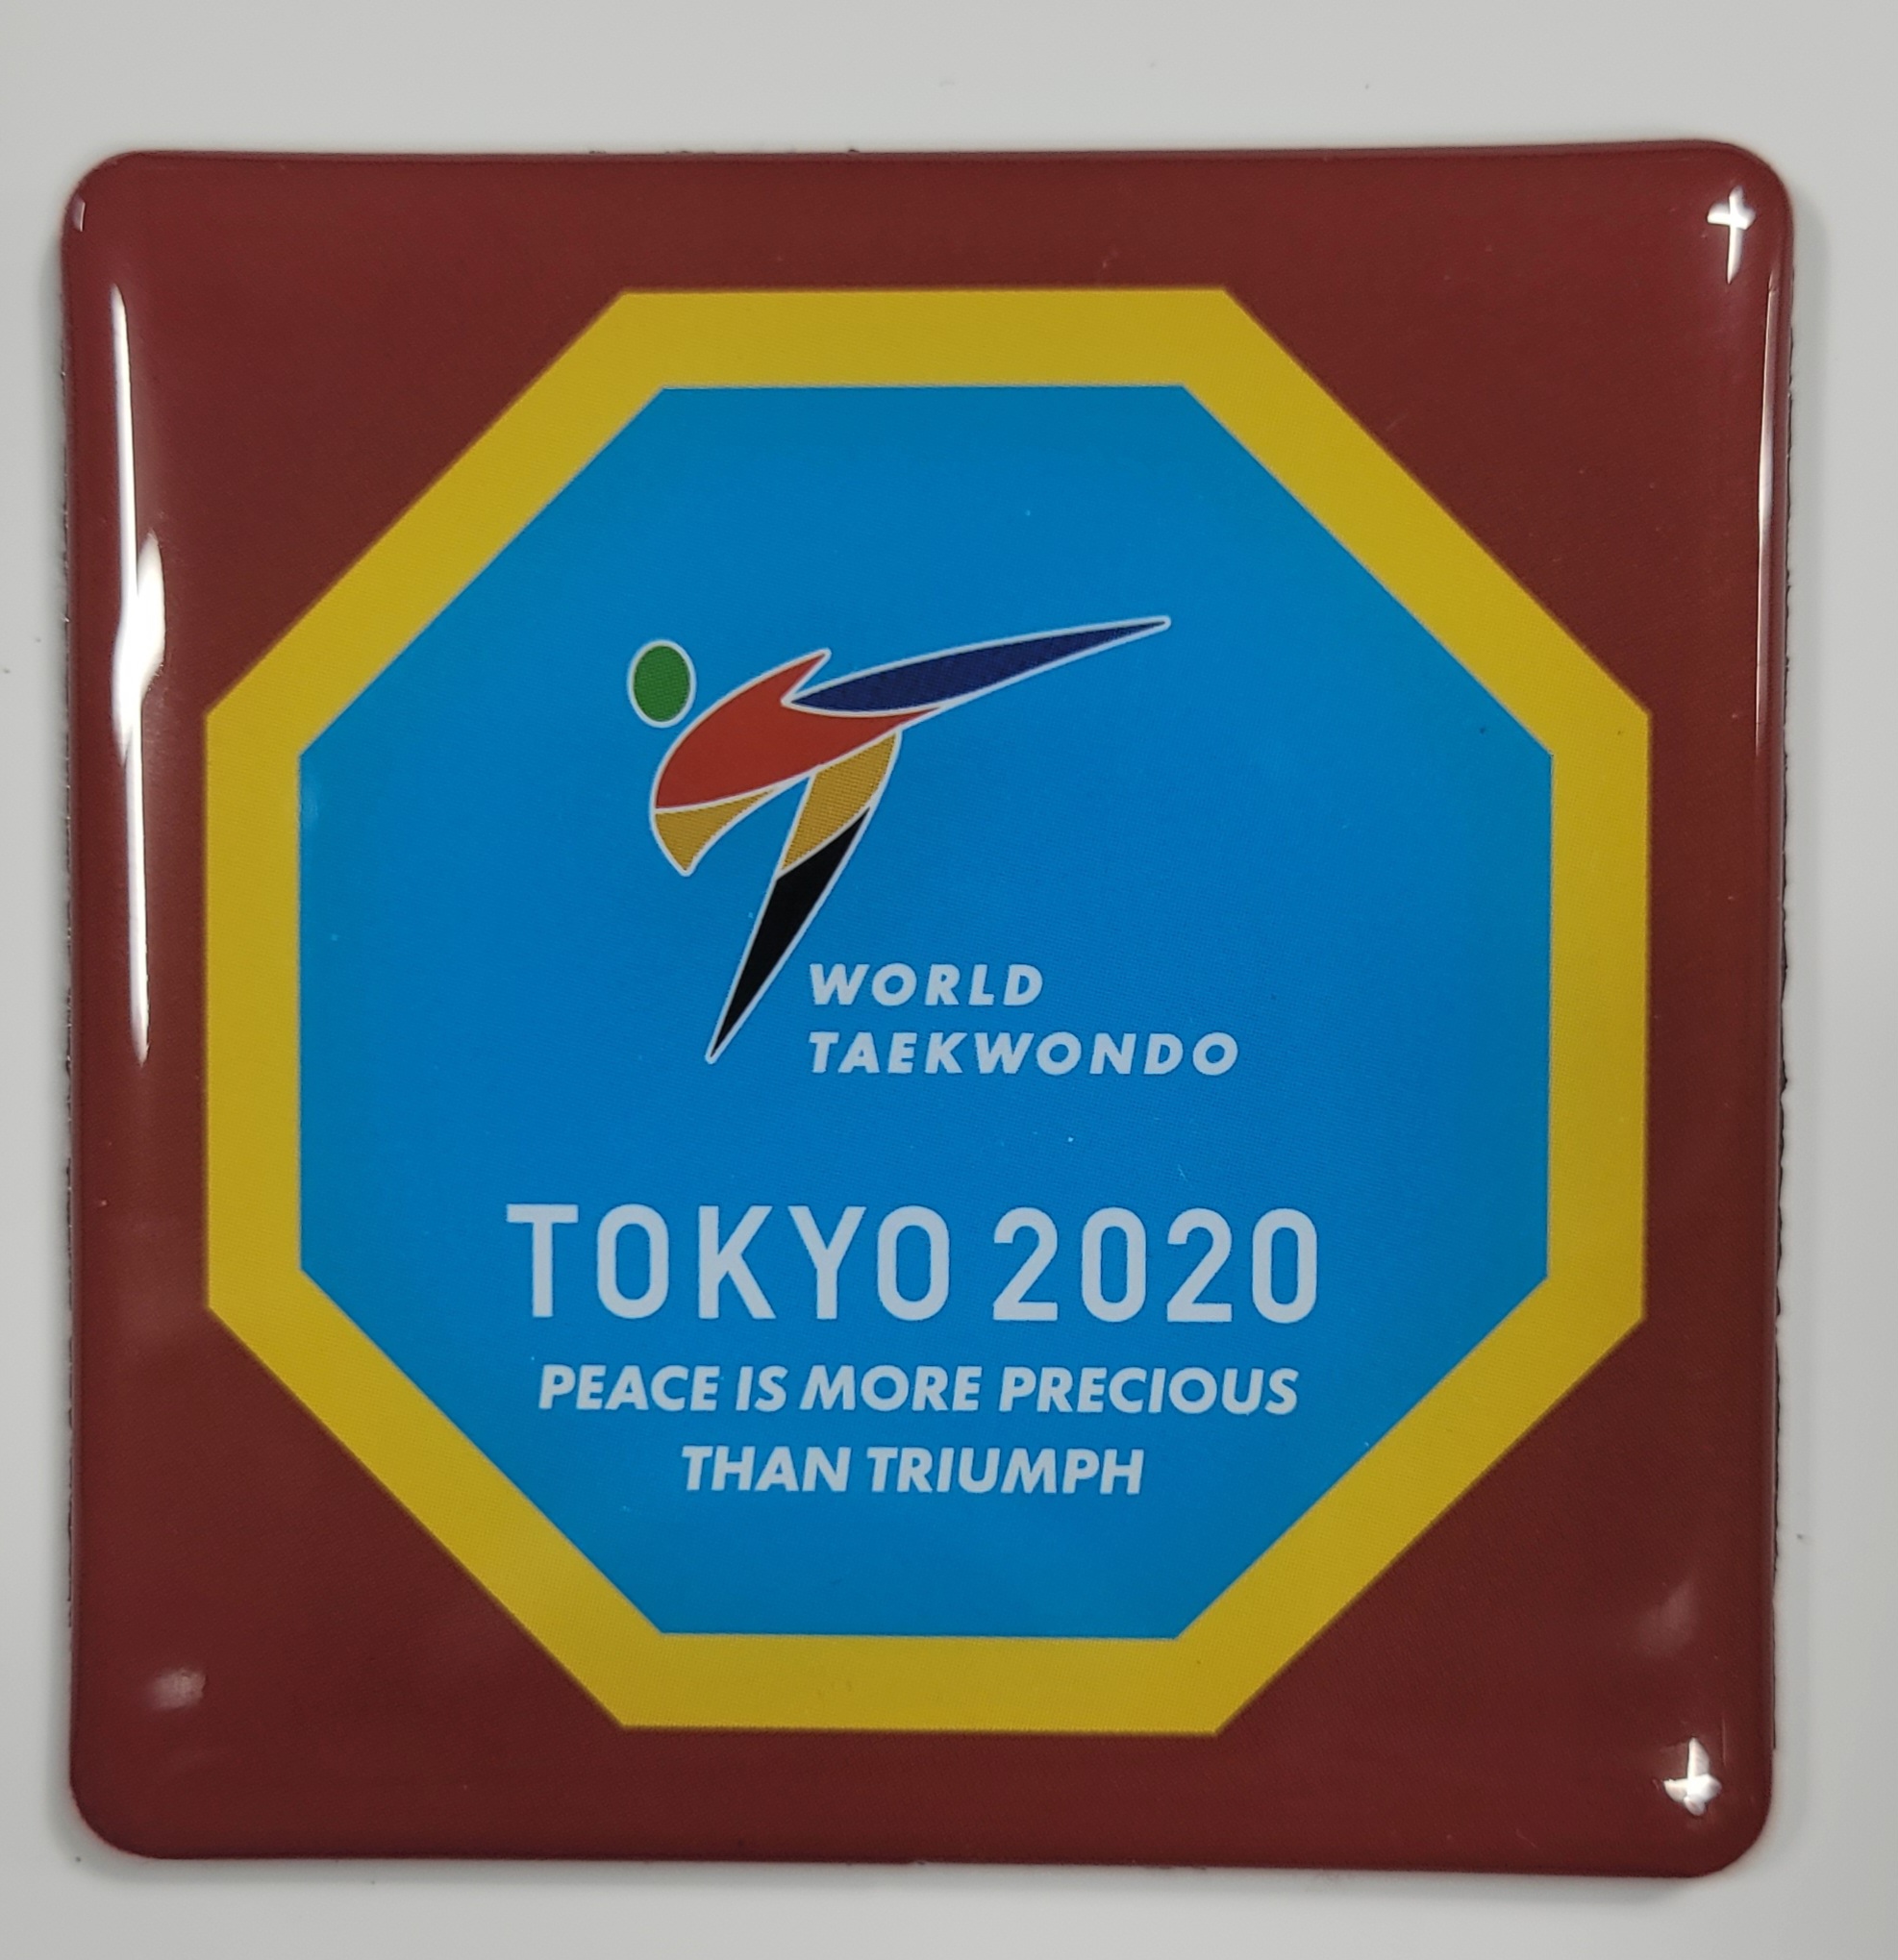 WORLD
TAEKWONDO
TOKYO 2020
PEACE IS MORE PRECIOUS
THAN TRIUMPH